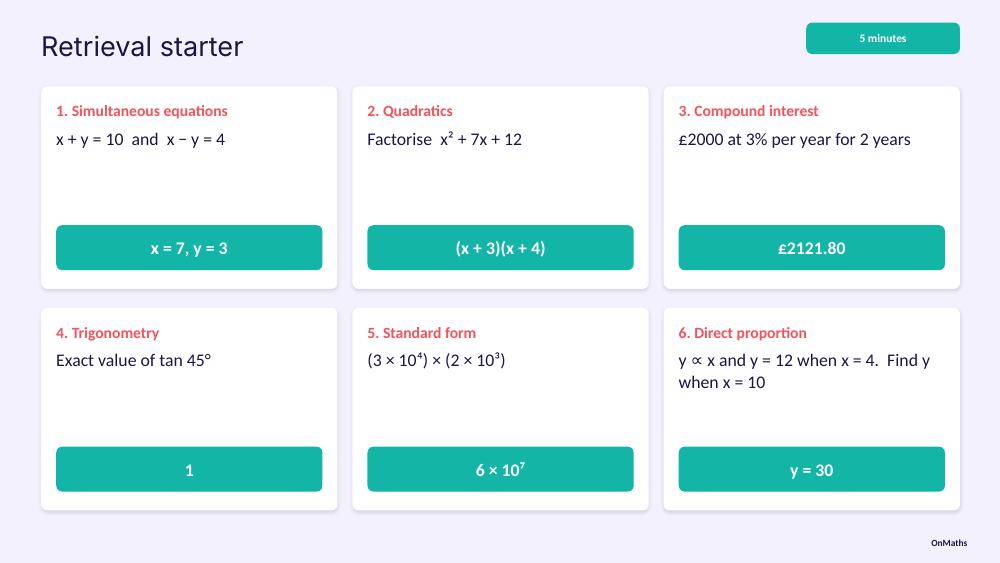 Retrieval starter
5 minutes
1. Simultaneous equations
x + y = 10  and  x − y = 4
x = 7, y = 3
2. Quadratics
Factorise  x² + 7x + 12
(x + 3)(x + 4)
3. Compound interest
£2000 at 3% per year for 2 years
£2121.80
4. Trigonometry
Exact value of tan 45°
1
5. Standard form
(3 × 10⁴) × (2 × 10³)
6 × 10⁷
6. Direct proportion
y ∝ x and y = 12 when x = 4.  Find y
when x = 10
y = 30
OnMaths